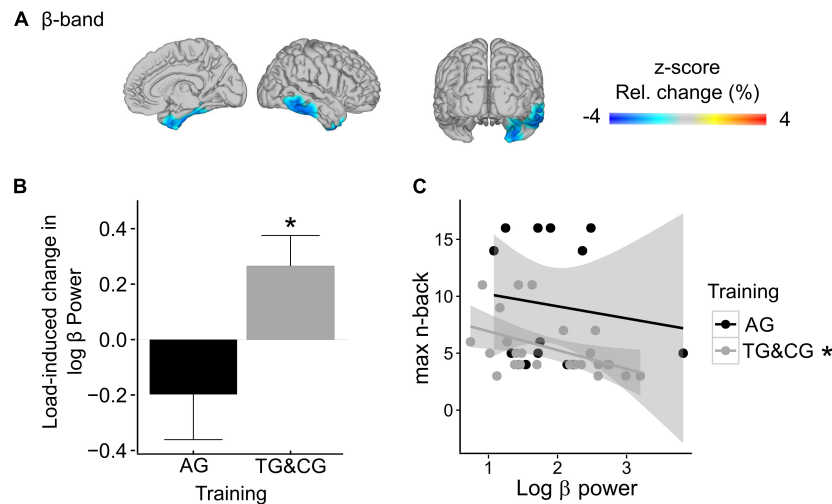 A β-band
z-score
Rel. change (%)
-4
4
B
Load-induced change in
log β Power
0.4
0.2
0.0
−0.2
−0.4
*
AG
TG&CG
Training
C
max n-back
15
10
5
0
1
2
3
Log β power
Training
AG
TG&CG *